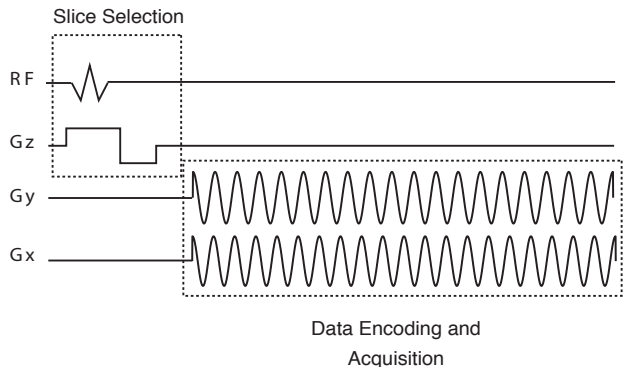 Slice Selection
RF
Gz
Gy
Gx
Data Encoding and
Acquisition